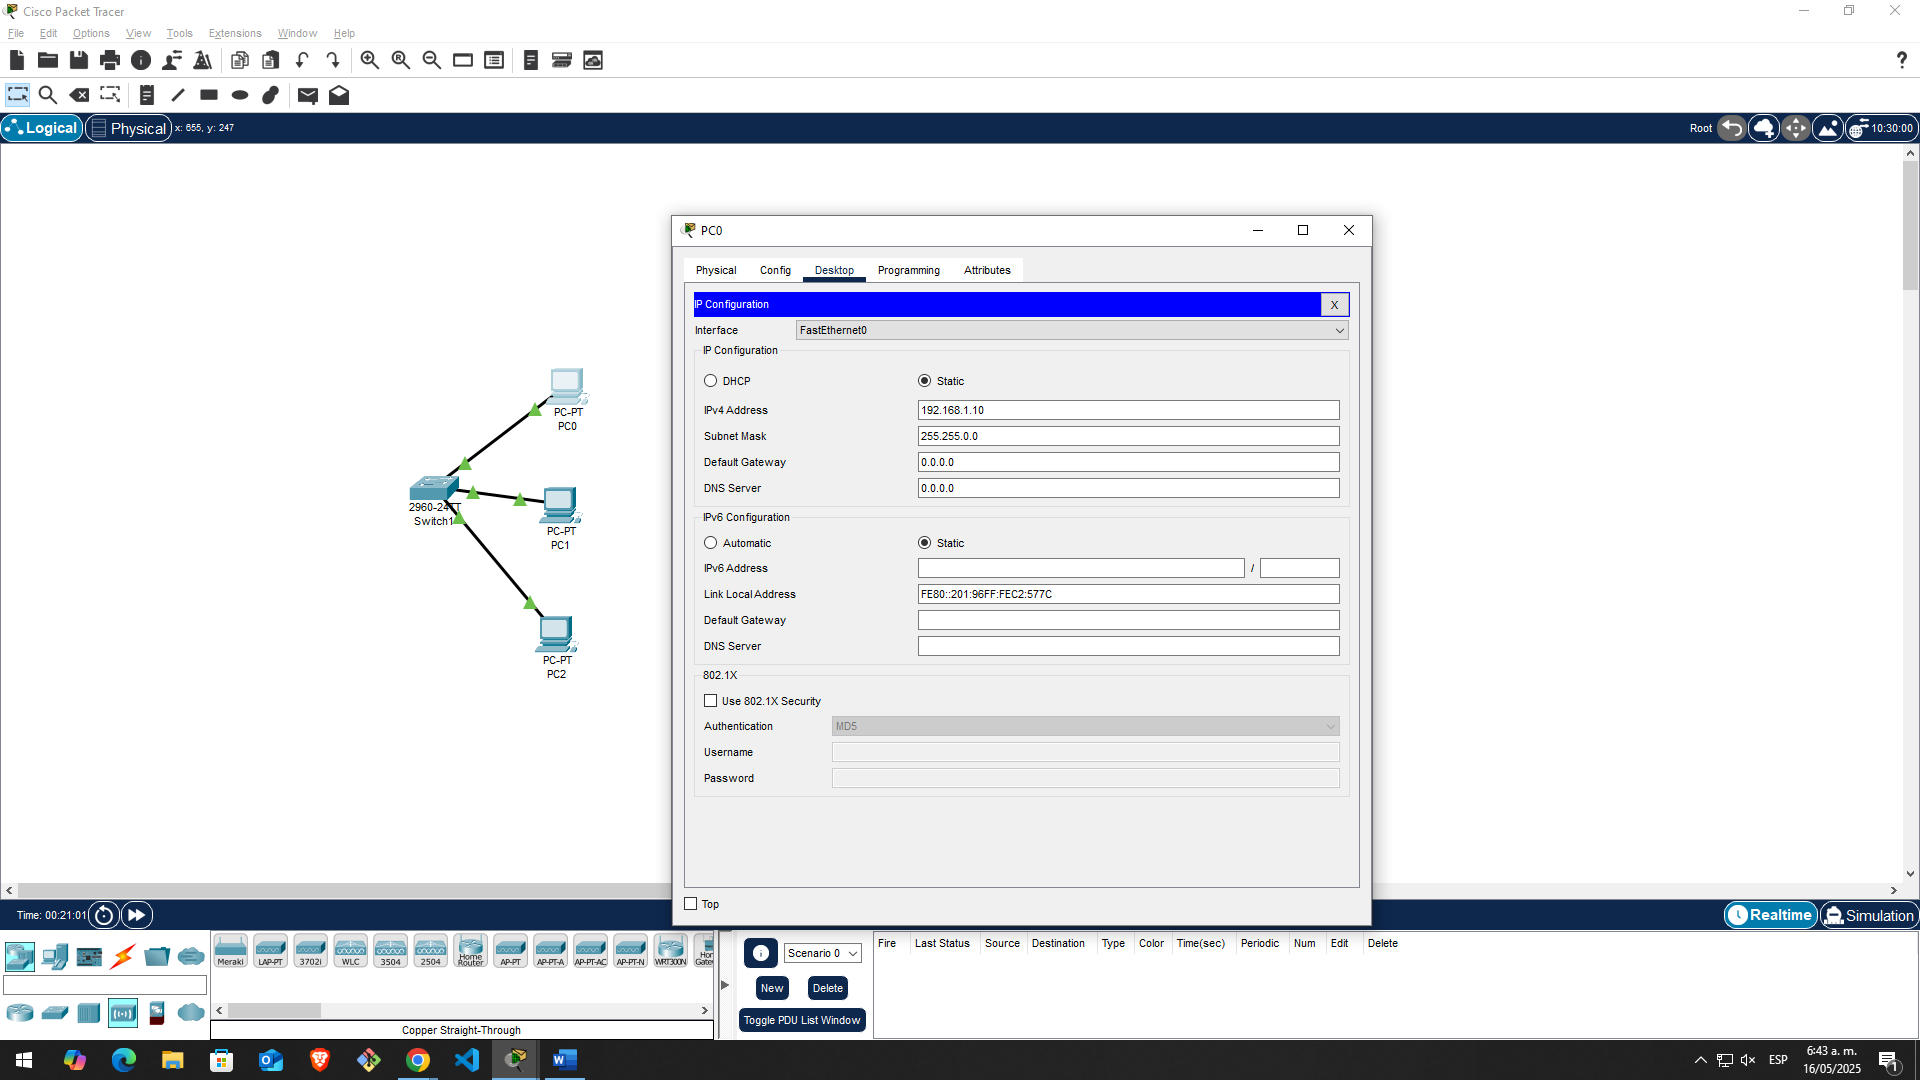 Cisco Packet Tracer
File Edit Options View Tools Extensions Window Help
Logical Physical x: 655, y: 247 Root 10:30:00
PC0
Physical Config Desktop Programming Attributes
IP Configuration X
Interface FastEthernet0
IP Configuration
DHCP Static
IPv4 Address 192.168.1.10
Subnet Mask 255.255.0.0
Default Gateway 0.0.0.0
DNS Server 0.0.0.0
IPv6 Configuration
Automatic Static
IPv6 Address /
Link Local Address FE80::201:96FF:FEC2:577C
Default Gateway
DNS Server
802.1X
Use 802.1X Security
Authentication MD5
Username
Password
Top
PC-PT
PC0
2960-24TT
Switch1
PC-PT
PC1
PC-PT
PC2
Time: 00:21:01 Realtime Simulation
Meraki LAP-PT 3702i WLC 3504 2504 Home Router AP-PT AP-PT-A AP-PT-AC AP-PT-N WRT300N
Copper Straight-Through
Scenario 0
New Delete
Toggle PDU List Window
Fire Last Status Source Destination Type Color Time(sec) Periodic Num Edit Delete
ESP
6:43 a. m.
16/05/2025
1